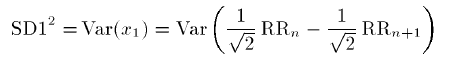 SD1² = Var(x₁) = Var(1/√2 RRₙ − 1/√2 RRₙ₊₁)